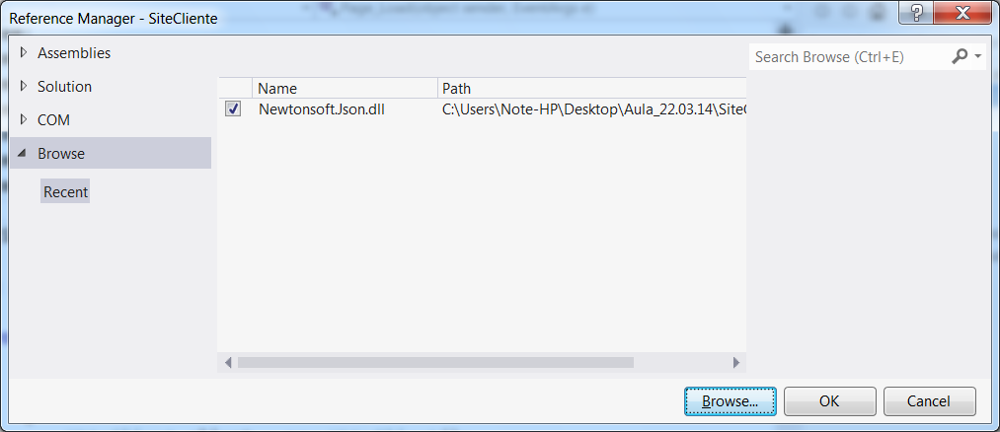 Reference Manager - SiteCliente
Assemblies
Solution
COM
Browse
Recent
Name Path
Newtonsoft.Json.dll C:\Users\Note-HP\Desktop\Aula_22.03.14\Site
Search Browse (Ctrl+E)
Browse... OK Cancel